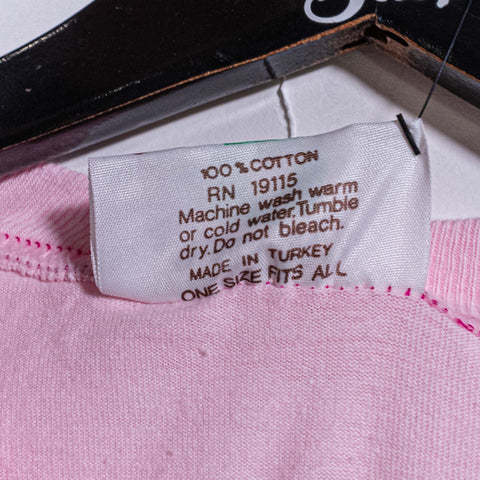 100% COTTON
RN 19115
Machine wash warm
or cold water. Tumble
dry. Do not bleach.
MADE IN TURKEY
ONE SIZE FITS ALL